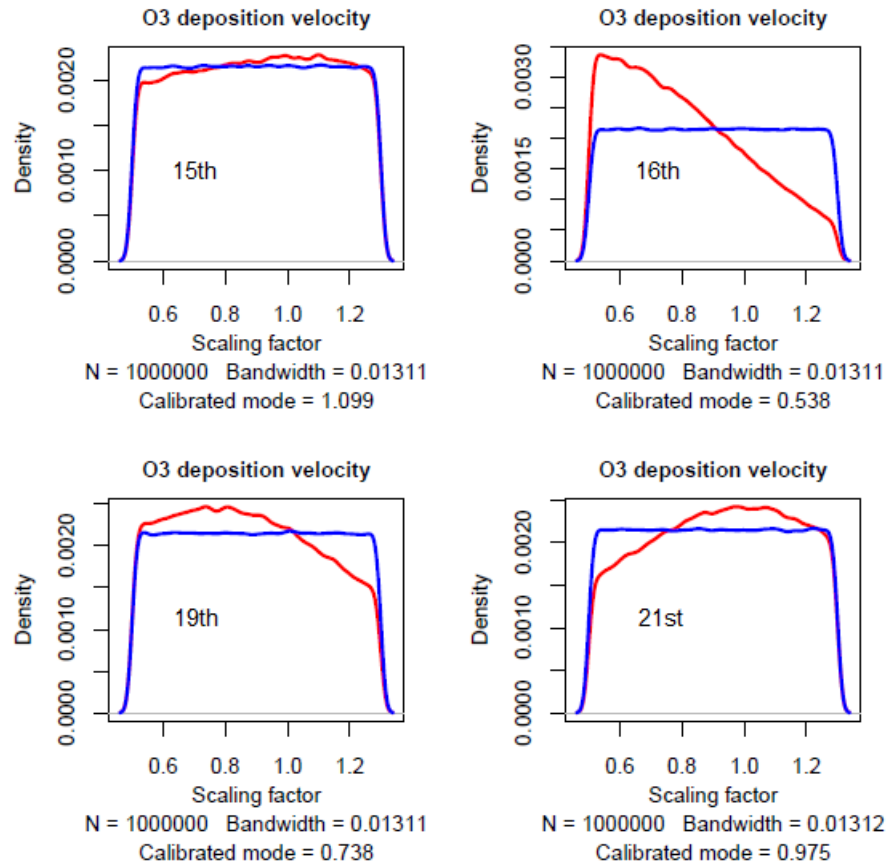 O3 deposition velocity
Density
0.0000 0.0010 0.0020
15th
0.6 0.8 1.0 1.2
Scaling factor
N = 1000000 Bandwidth = 0.01311
Calibrated mode = 1.099
O3 deposition velocity
Density
0.0000 0.0015 0.0030
16th
0.6 0.8 1.0 1.2
Scaling factor
N = 1000000 Bandwidth = 0.01311
Calibrated mode = 0.538
O3 deposition velocity
Density
0.0000 0.0010 0.0020
19th
0.6 0.8 1.0 1.2
Scaling factor
N = 1000000 Bandwidth = 0.01311
Calibrated mode = 0.738
O3 deposition velocity
Density
0.0000 0.0010 0.0020
21st
0.6 0.8 1.0 1.2
Scaling factor
N = 1000000 Bandwidth = 0.01312
Calibrated mode = 0.975